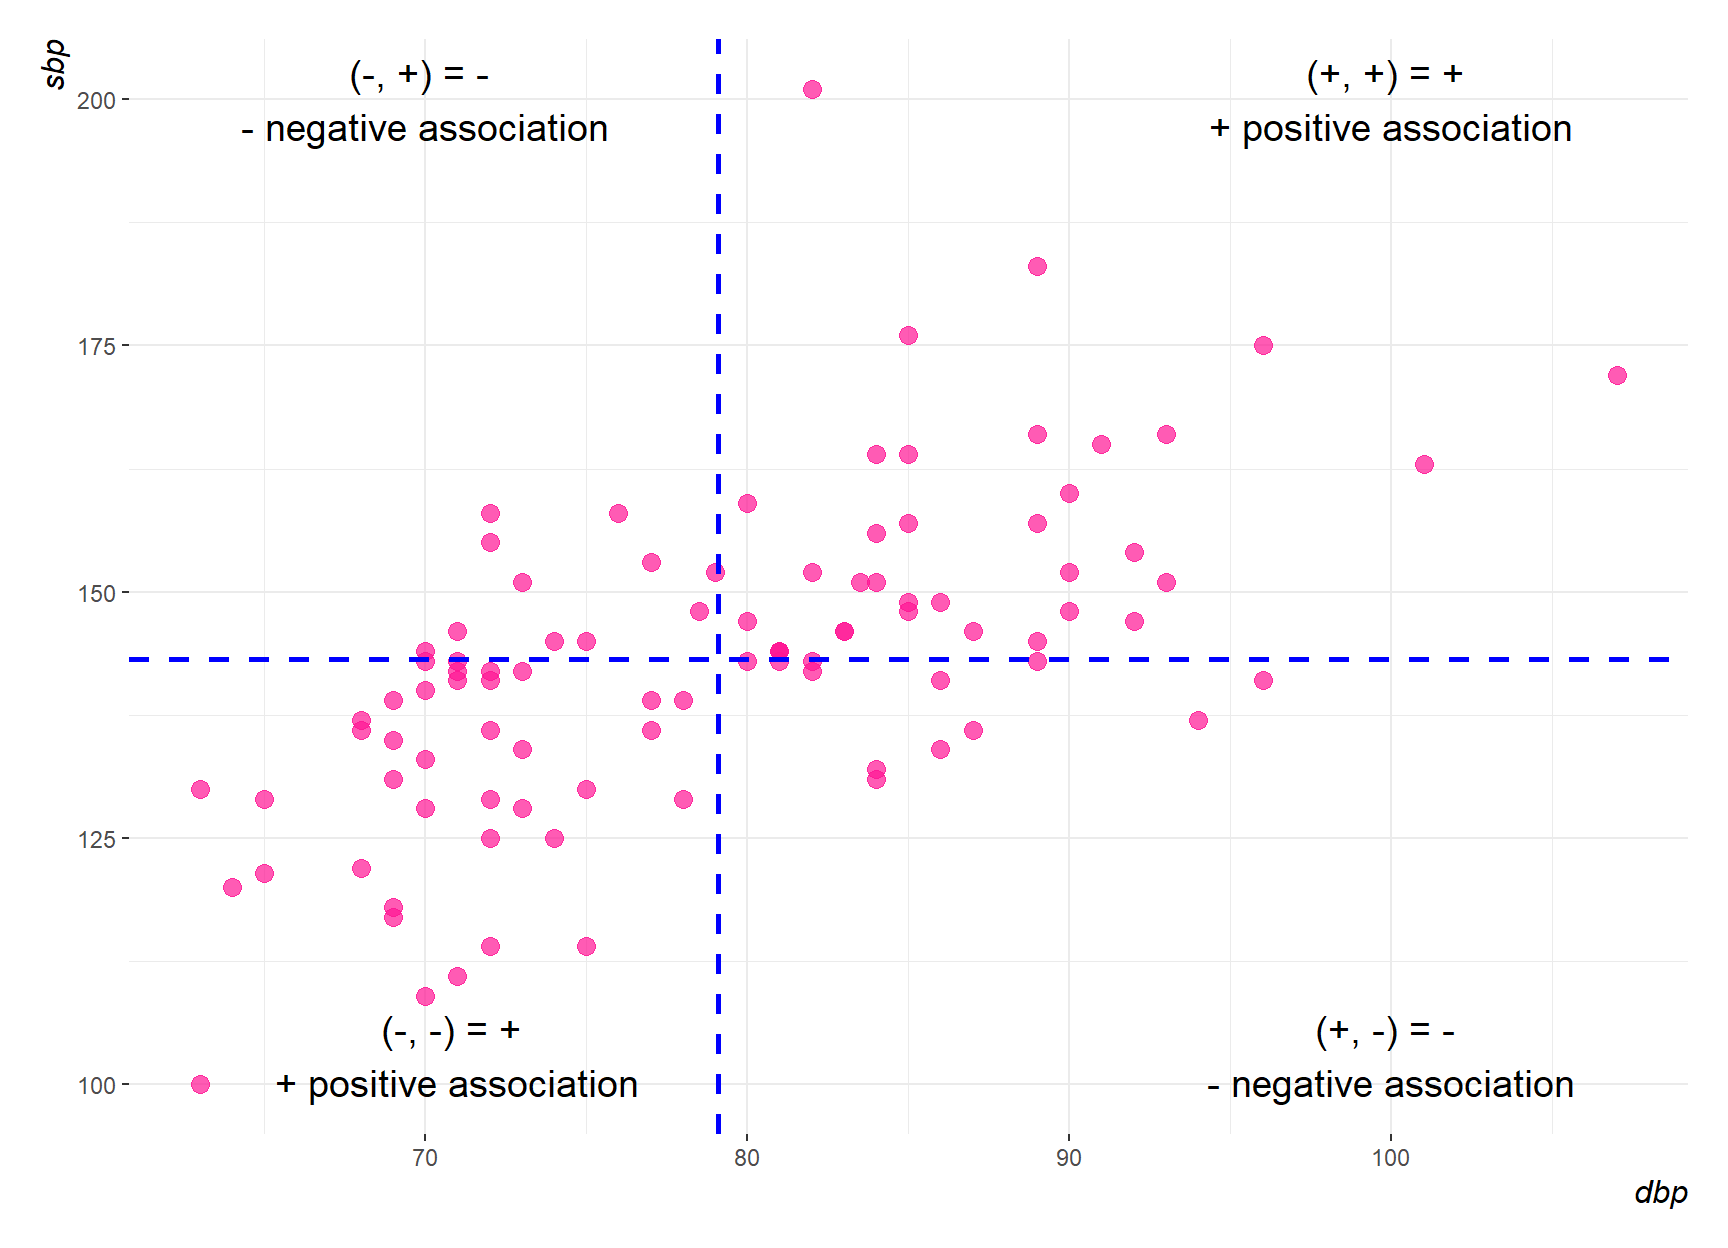 sbp
(-, +) = -
- negative association
(+, +) = +
+ positive association
200
175
150
125
100
(-, -) = +
+ positive association
(+, -) = -
- negative association
70
80
90
100
dbp